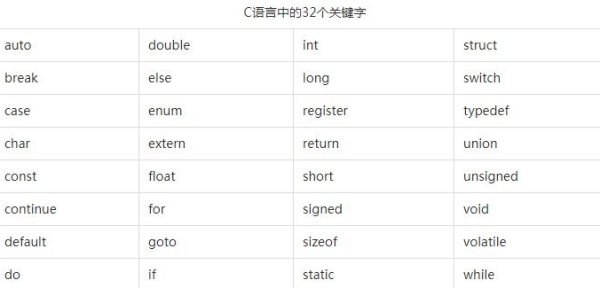 C语言中的32个关键字
auto double int struct
break else long switch
case enum register typedef
char extern return union
const float short unsigned
continue for signed void
default goto sizeof volatile
do if static while